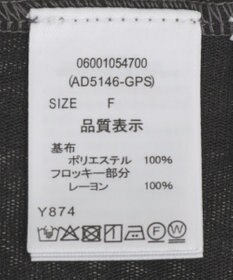 06001054700
(AD5146-GPS)
SIZE F
品質表示
基布
ポリエステル 100%
フロッキー部分
レーヨン 100%
Y874
F W